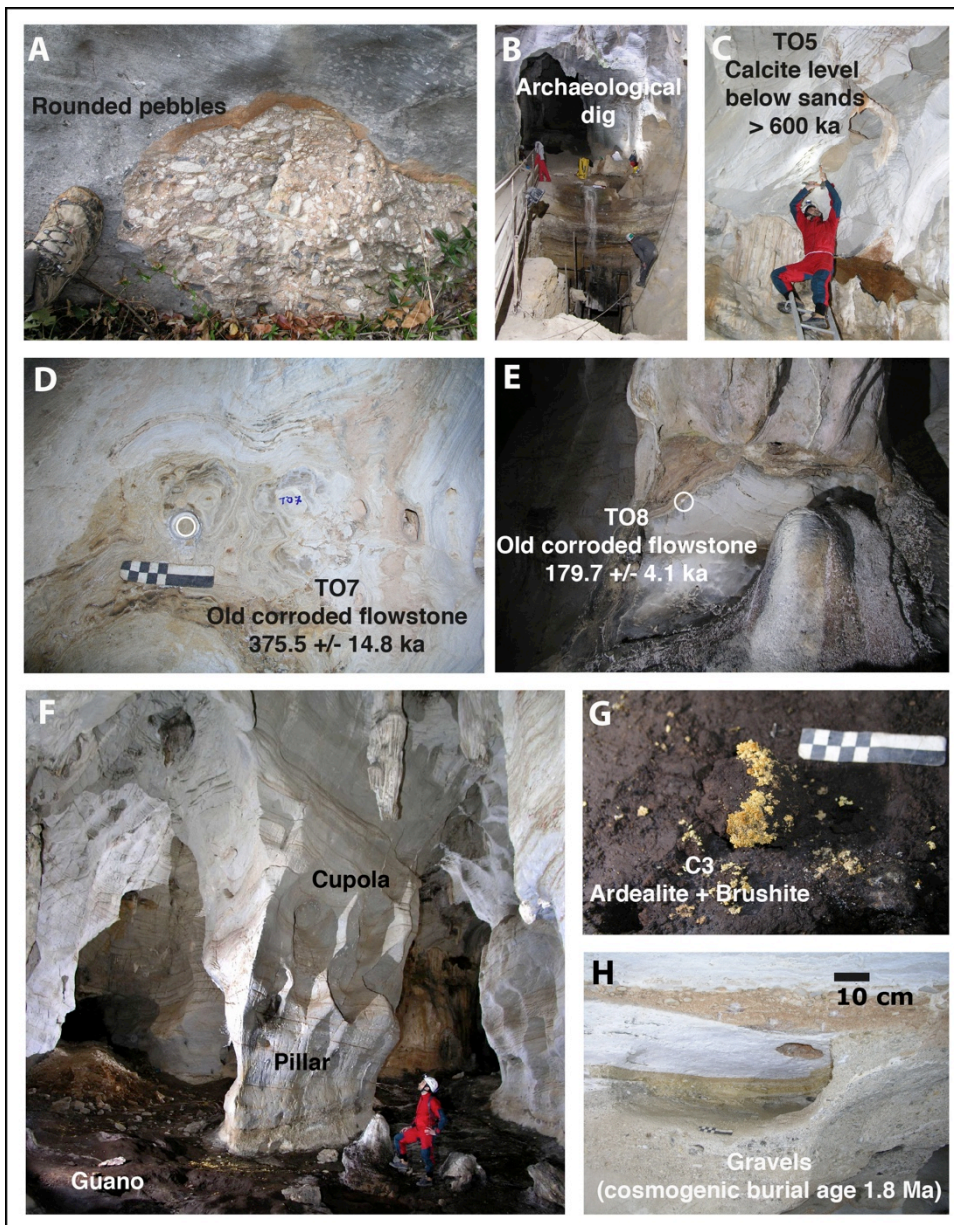 A
Rounded pebbles
B
Archaeological
dig
C
TO5
Calcite level
below sands
> 600 ka
D
TO7
TO7
Old corroded flowstone
375.5 +/- 14.8 ka
E
TO8
Old corroded flowstone
179.7 +/- 4.1 ka
F
Cupola
Pillar
Guano
G
C3
Ardealite + Brushite
H
10 cm
Gravels
(cosmogenic burial age 1.8 Ma)